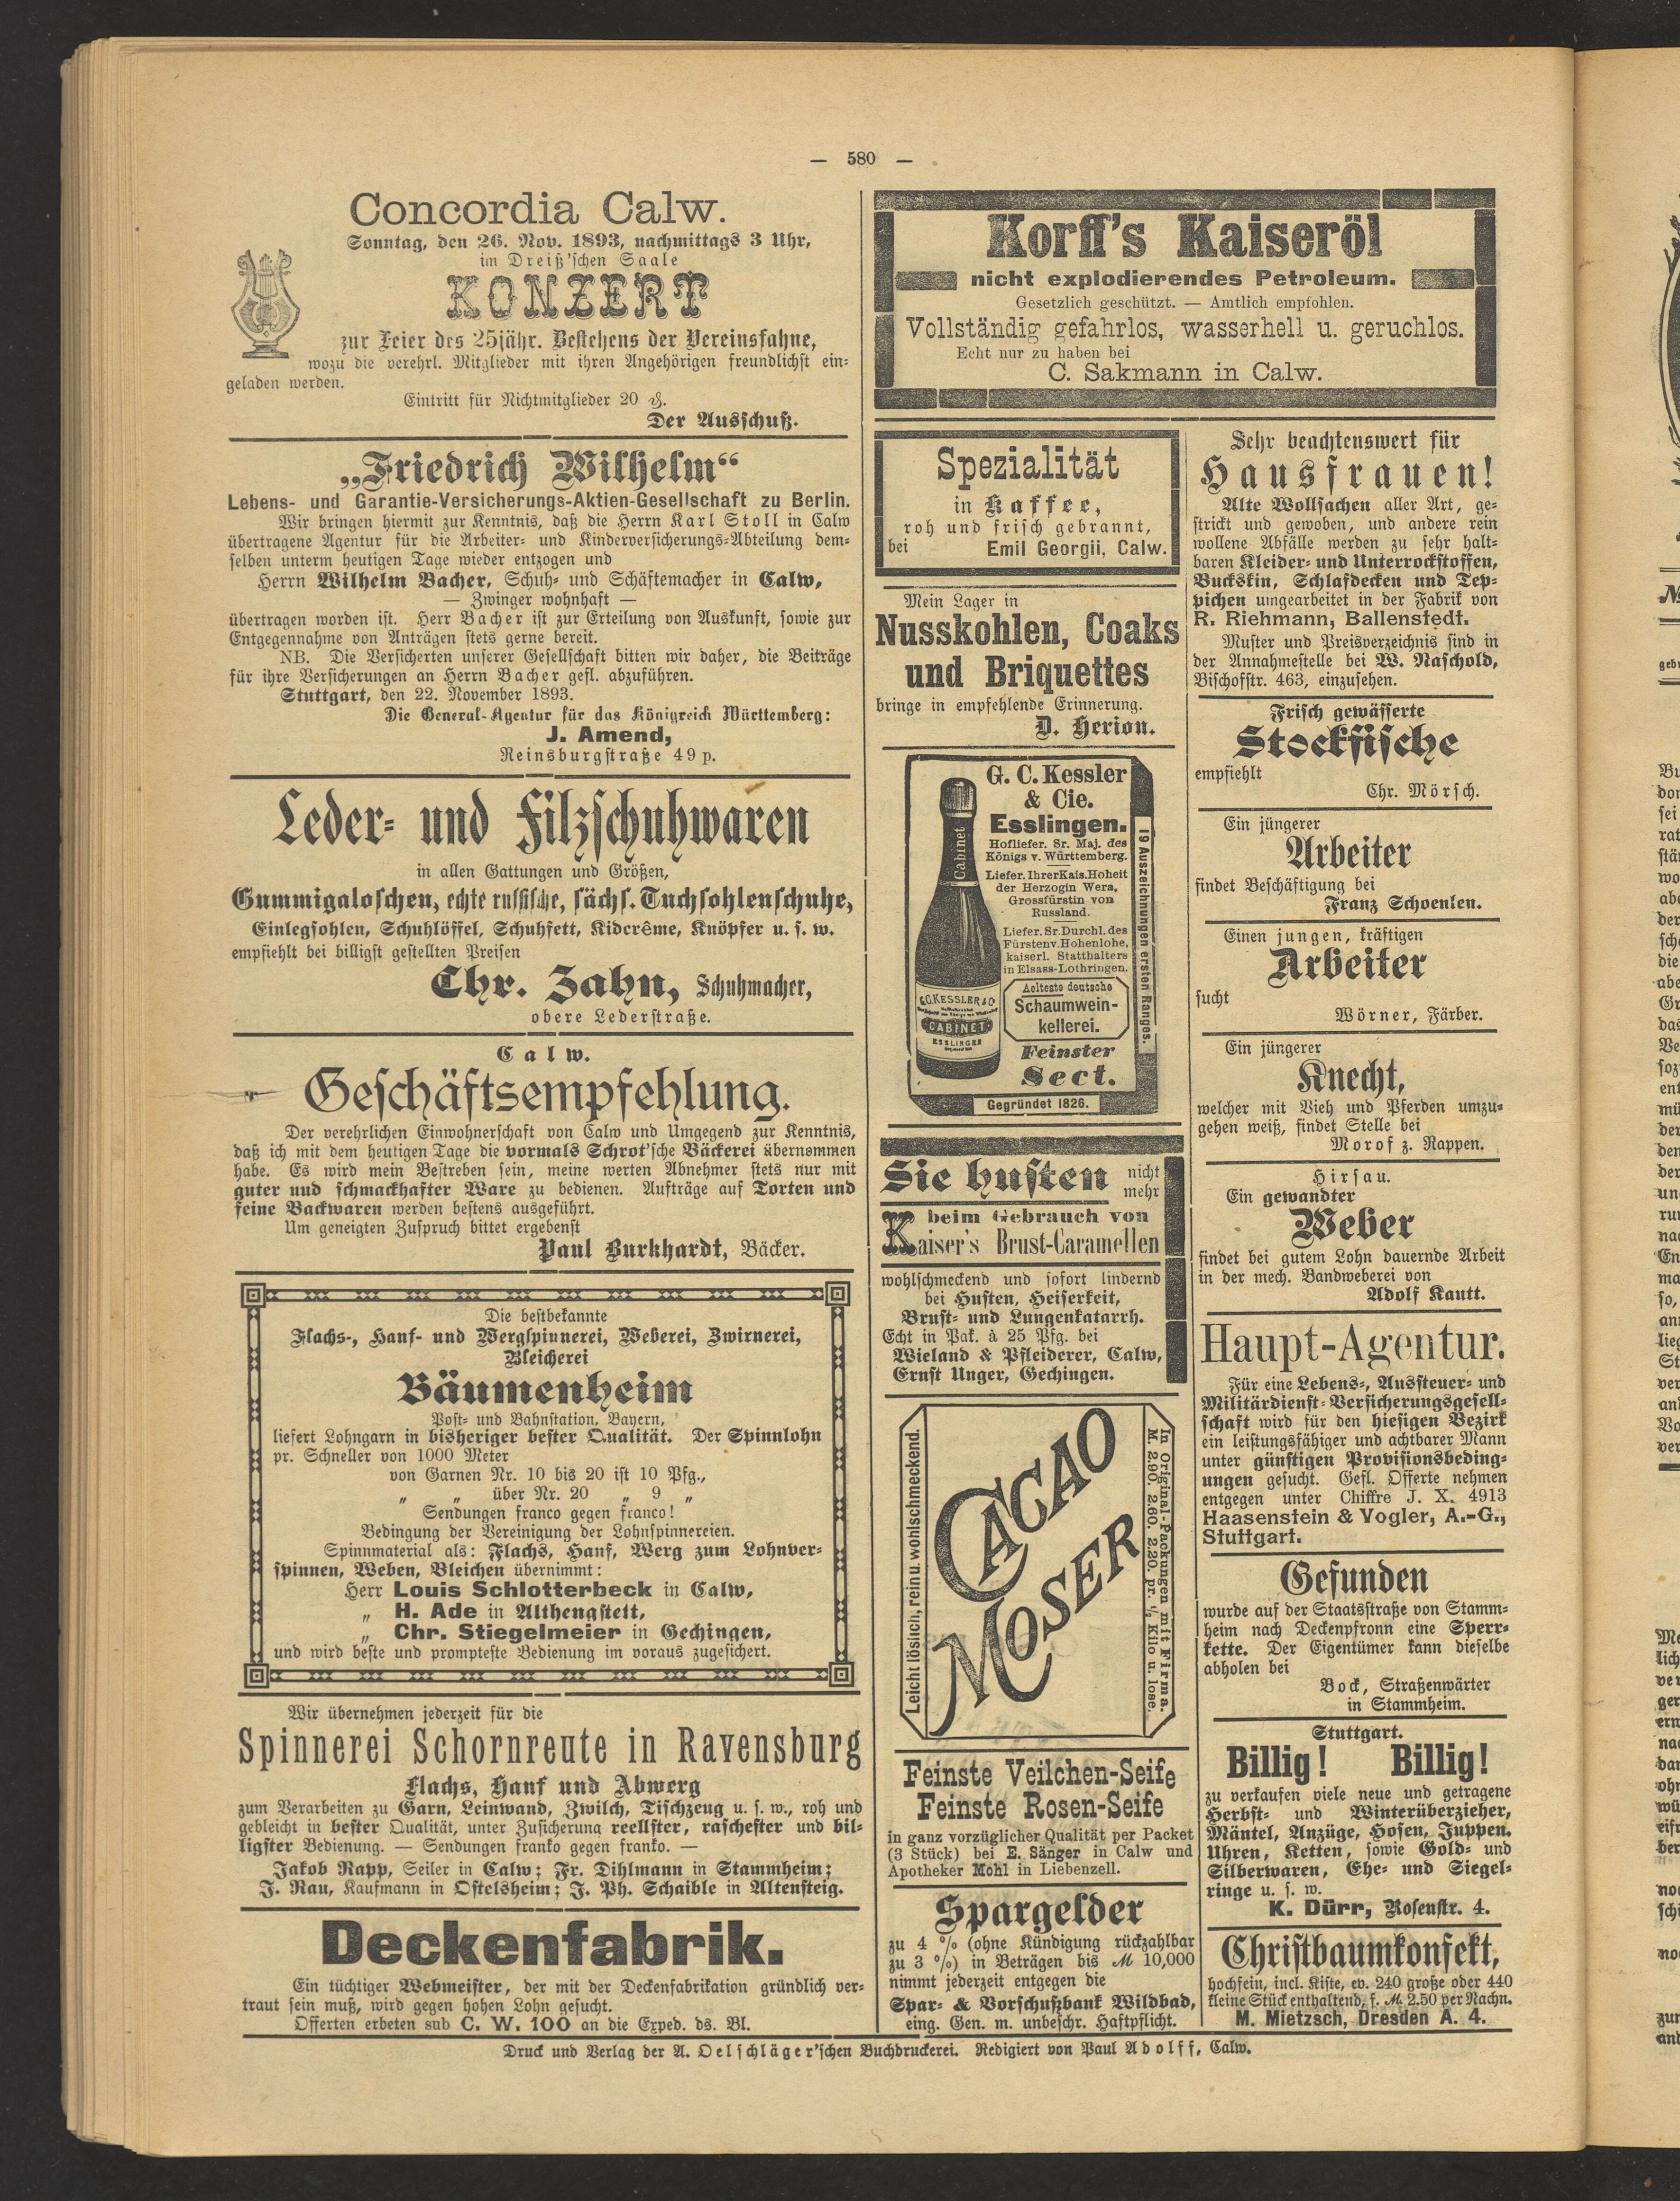 — 580 —
Concordia Calw.
Sonntag, den 26. Nov. 1893, nachmittags 3 Uhr,
im Dreiß'schen Saale
KONZERT
zur Feier des 25jähr. Bestehens der Vereinsfahne,
wozu die verehrl. Mitglieder mit ihren Angehörigen freundlichst ein-
geladen werden.
Eintritt für Nichtmitglieder 20 ₰.
Der Ausschuß.
„Friedrich Wilhelm“
Lebens- und Garantie-Versicherungs-Aktien-Gesellschaft zu Berlin.
Wir bringen hiermit zur Kenntnis, daß die Herrn Karl Stoll in Calw
übertragene Agentur für die Arbeiter- und Kinderversicherungs-Abteilung dem-
selben unterm heutigen Tage wieder entzogen und
Herrn Wilhelm Bacher, Schuh- und Schäftemacher in Calw,
— Zwinger wohnhaft —
übertragen worden ist. Herr Bacher ist zur Erteilung von Auskunft, sowie zur
Entgegennahme von Anträgen stets gerne bereit.
NB. Die Versicherten unserer Gesellschaft bitten wir daher, die Beiträge
für ihre Versicherungen an Herrn Bacher gefl. abzuführen.
Stuttgart, den 22. November 1893.
Die General-Agentur für das Königreich Württemberg:
J. Amend,
Reinsburgstraße 49 p.
Leder- und Filzschuhwaren
in allen Gattungen und Größen,
Gummigaloschen, echte russische, sächs. Tuchsohlenschuhe,
Einlegsohlen, Schuhlöffel, Schuhfett, Kidcrême, Knöpfer u. s. w.
empfiehlt bei billigst gestellten Preisen
Chr. Zahn, Schuhmacher,
obere Lederstraße.
Calw.
Geschäftsempfehlung.
Der verehrlichen Einwohnerschaft von Calw und Umgegend zur Kenntnis,
daß ich mit dem heutigen Tage die vormals Schrot'sche Bäckerei übernommen
habe. Es wird mein Bestreben sein, meine werten Abnehmer stets nur mit
guter und schmackhafter Ware zu bedienen. Aufträge auf Torten und
feine Backwaren werden bestens ausgeführt.
Um geneigten Zuspruch bittet ergebenst
Paul Burkhardt, Bäcker.
Die bestbekannte
Flachs-, Hanf- und Wergspinnerei, Weberei, Zwirnerei,
Bleicherei
Bäumenheim
Post- und Bahnstation, Bayern,
liefert Lohngarn in bisheriger bester Qualität. Der Spinnlohn
pr. Schneller von 1000 Meter
von Garnen Nr. 10 bis 20 ist 10 Pfg.,
„ „ über Nr. 20 „ 9 „
Sendungen franco gegen franco!
Bedingung der Vereinigung der Lohnspinnereien.
Spinnmaterial als: Flachs, Hanf, Werg zum Lohnver-
spinnen, Weben, Bleichen übernimmt:
Herr Louis Schlotterbeck in Calw,
„ H. Ade in Althengstett,
„ Chr. Stiegelmeier in Gechingen,
und wird beste und prompteste Bedienung im voraus zugesichert.
Wir übernehmen jederzeit für die
Spinnerei Schornreute in Ravensburg
Flachs, Hanf und Abwerg
zum Verarbeiten zu Garn, Leinwand, Zwilch, Tischzeug u. s. w., roh und
gebleicht in bester Qualität, unter Zusicherung reellster, raschester und bil-
ligster Bedienung. — Sendungen franko gegen franko. —
Jakob Rapp, Seiler in Calw; Fr. Dihlmann in Stammheim;
J. Rau, Kaufmann in Ostelsheim; J. Ph. Schaible in Altensteig.
Deckenfabrik.
Ein tüchtiger Webmeister, der mit der Deckenfabrikation gründlich ver-
traut sein muß, wird gegen hohen Lohn gesucht.
Offerten erbeten sub C. W. 100 an die Exped. ds. Bl.
Korff's Kaiseröl
nicht explodierendes Petroleum.
Gesetzlich geschützt. — Amtlich empfohlen.
Vollständig gefahrlos, wasserhell u. geruchlos.
Echt nur zu haben bei
C. Sakmann in Calw.
Spezialität
in Kaffee,
roh und frisch gebrannt,
bei Emil Georgii, Calw.
Mein Lager in
Nusskohlen, Coaks
und Briquettes
bringe in empfehlende Erinnerung.
D. Herion.
G. C. Kessler
& Cie.
Esslingen.
Hofliefer. Sr. Maj. des
Königs v. Württemberg.
Liefer. Ihrer Kais. Hoheit
der Herzogin Wera,
Grossfürstin von
Russland.
Liefer. Sr. Durchl. des
Fürsten v. Hohenlohe,
kaiserl. Statthalters
in Elsass-Lothringen.
Aelteste deutsche
Schaumwein-
kellerei.
Feinster
Sect.
Gegründet 1826.
19 Auszeichnungen ersten Ranges.
Cabinet
G.C. KESSLER & Co
CABINET
ESSLINGEN
Sie husten nicht
mehr
beim Gebrauch von
Kaiser's Brust-Caramellen
wohlschmeckend und sofort lindernd
bei Husten, Heiserkeit,
Brust- und Lungenkatarrh.
Echt in Pak. à 25 Pfg. bei
Wieland & Pfleiderer, Calw,
Ernst Unger, Gechingen.
Leicht löslich, rein u. wohlschmeckend.
CACAO
MOSER
In Original-Packungen mit Firma.
M. 2.90. 2.60. 2.20. pr. ½ Kilo u. lose.
Feinste Veilchen-Seife
Feinste Rosen-Seife
in ganz vorzüglicher Qualität per Packet
(3 Stück) bei E. Sänger in Calw und
Apotheker Mohl in Liebenzell.
Spargelder
zu 4 % (ohne Kündigung rückzahlbar
zu 3 %) in Beträgen bis ℳ 10,000
nimmt jederzeit entgegen die
Spar- & Vorschußbank Wildbad,
eing. Gen. m. unbeschr. Haftpflicht.
Sehr beachtenswert für
Hausfrauen!
Alte Wollsachen aller Art, ge-
strickt und gewoben, und andere rein
wollene Abfälle werden zu sehr halt-
baren Kleider- und Unterrockstoffen,
Buckskin, Schlafdecken und Tep-
pichen umgearbeitet in der Fabrik von
R. Riehmann, Ballenstedt.
Muster und Preisverzeichnis sind in
der Annahmestelle bei W. Naschold,
Bischofstr. 463, einzusehen.
Frisch gewässerte
Stockfische
empfiehlt
Chr. Mörsch.
Ein jüngerer
Arbeiter
findet Beschäftigung bei
Franz Schoenlen.
Einen jungen, kräftigen
Arbeiter
sucht
Wörner, Färber.
Ein jüngerer
Knecht,
welcher mit Vieh und Pferden umzu-
gehen weiß, findet Stelle bei
Morof z. Rappen.
Hirsau.
Ein gewandter
Weber
findet bei gutem Lohn dauernde Arbeit
in der mech. Bandweberei von
Adolf Kautt.
Haupt-Agentur.
Für eine Lebens-, Aussteuer- und
Militärdienst-Versicherungsgesell-
schaft wird für den hiesigen Bezirk
ein leistungsfähiger und achtbarer Mann
unter günstigen Provisionsbeding-
ungen gesucht. Gefl. Offerte nehmen
entgegen unter Chiffre J. X. 4913
Haasenstein & Vogler, A.-G.,
Stuttgart.
Gefunden
wurde auf der Staatsstraße von Stamm-
heim nach Deckenpfronn eine Sperr-
kette. Der Eigentümer kann dieselbe
abholen bei
Bock, Straßenwärter
in Stammheim.
Stuttgart.
Billig! Billig!
zu verkaufen viele neue und getragene
Herbst- und Winterüberzieher,
Mäntel, Anzüge, Hosen, Juppen.
Uhren, Ketten, sowie Gold- und
Silberwaren, Ehe- und Siegel-
ringe u. s. w.
K. Dürr, Rosenstr. 4.
Christbaumkonfekt,
hochfein, incl. Kiste, ev. 240 große oder 440
kleine Stück enthaltend, f. ℳ 2.50 per Nachn.
M. Mietzsch, Dresden A. 4.
Druck und Verlag der A. Oelschläger'schen Buchdruckerei. Redigiert von Paul Adolff, Calw.